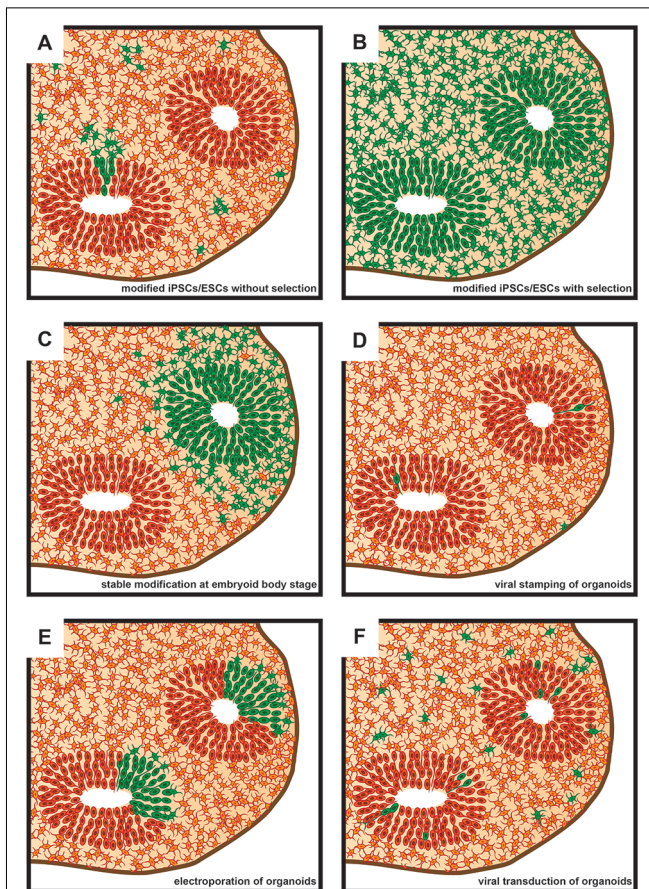 A
modified iPSCs/ESCs without selection
B
modified iPSCs/ESCs with selection
C
stable modification at embryoid body stage
D
viral stamping of organoids
E
electroporation of organoids
F
viral transduction of organoids